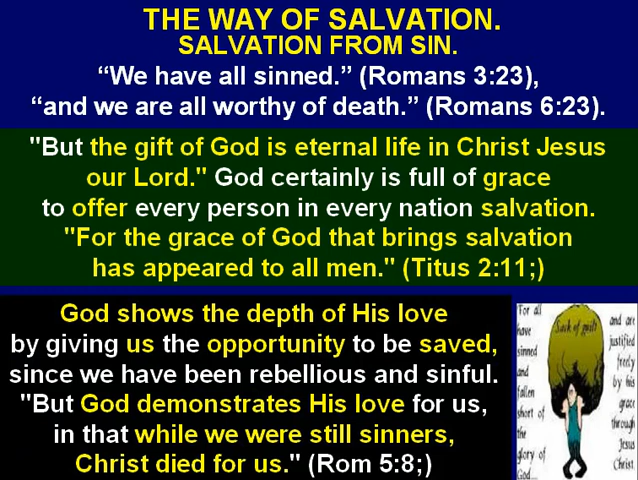 THE WAY OF SALVATION.
SALVATION FROM SIN.
“We have all sinned.” (Romans 3:23),
“and we are all worthy of death.” (Romans 6:23).
"But the gift of God is eternal life in Christ Jesus
our Lord." God certainly is full of grace
to offer every person in every nation salvation.
"For the grace of God that brings salvation
has appeared to all men." (Titus 2:11;)
God shows the depth of His love
by giving us the opportunity to be saved,
since we have been rebellious and sinful.
"But God demonstrates His love for us,
in that while we were still sinners,
Christ died for us." (Rom 5:8;)
For all
have
sinned
and
fallen
short of
the
glory of
God...
Sack of guilt
and are
justified
freely
by his
grace
through
Jesus
Christ.